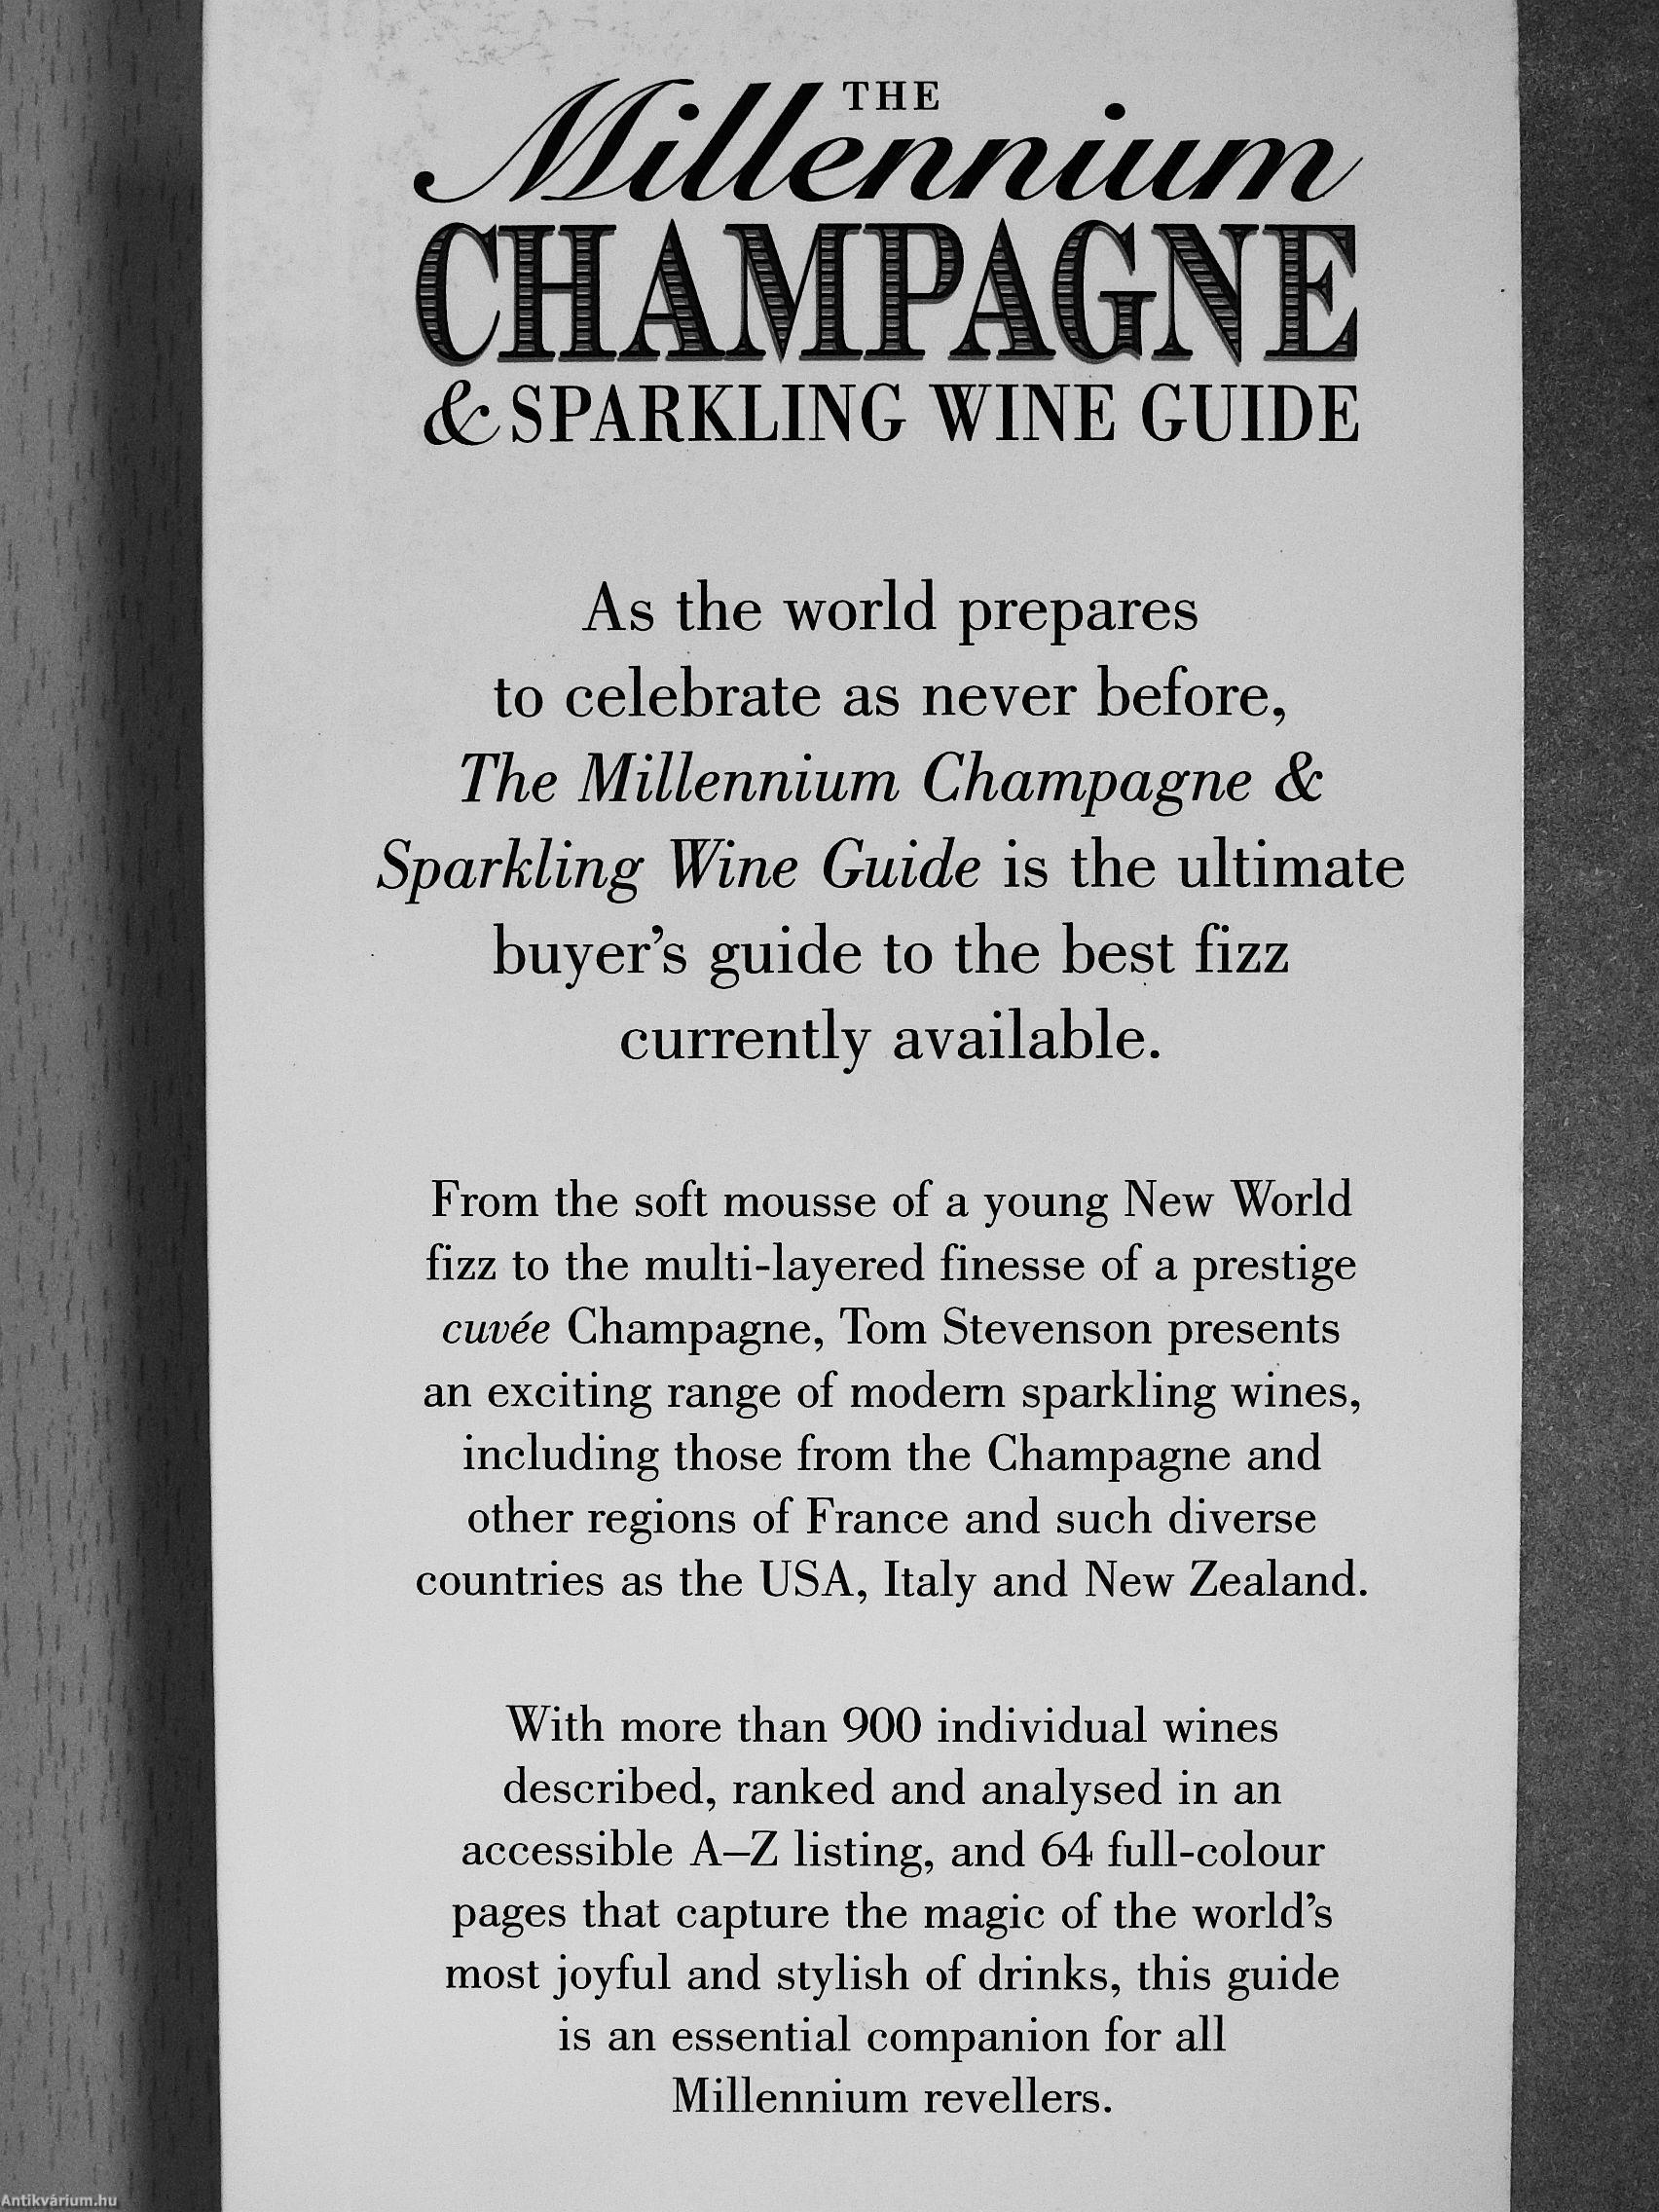 THE
Millennium
CHAMPAGNE
& SPARKLING WINE GUIDE
As the world prepares
to celebrate as never before,
The Millennium Champagne &
Sparkling Wine Guide is the ultimate
buyer’s guide to the best fizz
currently available.
From the soft mousse of a young New World
fizz to the multi-layered finesse of a prestige
cuvée Champagne, Tom Stevenson presents
an exciting range of modern sparkling wines,
including those from the Champagne and
other regions of France and such diverse
countries as the USA, Italy and New Zealand.
With more than 900 individual wines
described, ranked and analysed in an
accessible A–Z listing, and 64 full-colour
pages that capture the magic of the world’s
most joyful and stylish of drinks, this guide
is an essential companion for all
Millennium revellers.
Antikvárium.hu